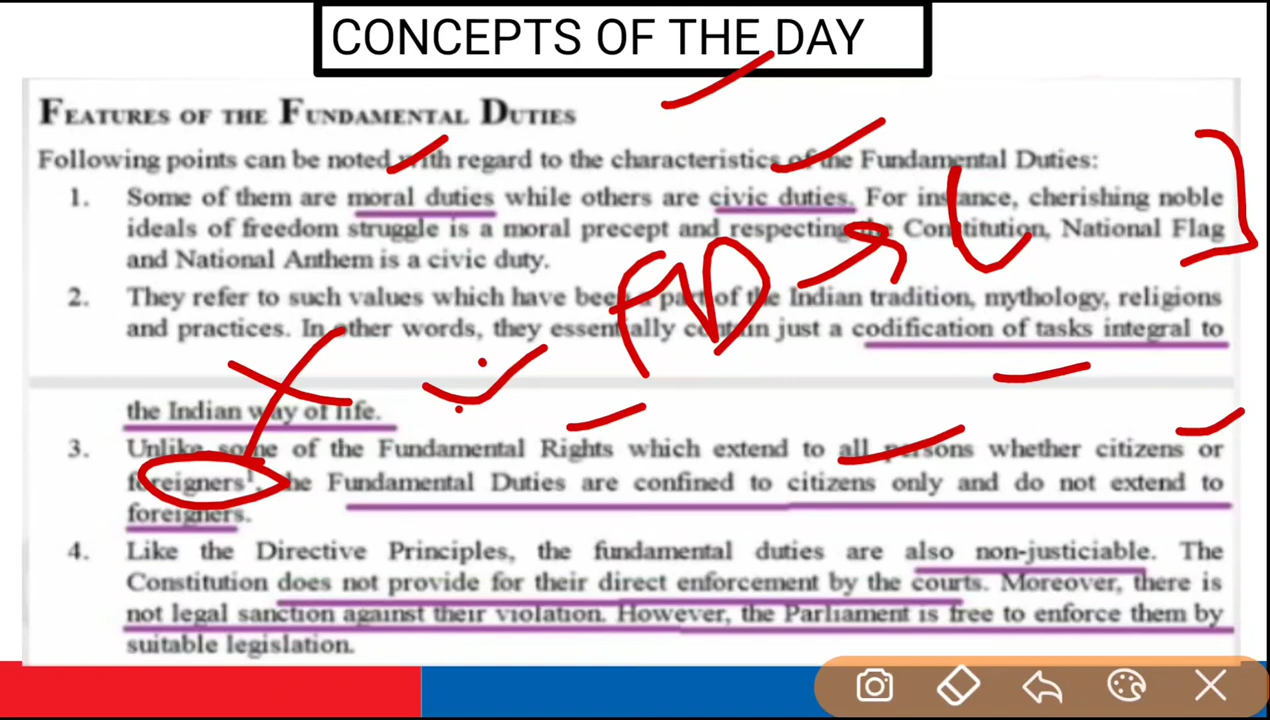 CONCEPTS OF THE DAY
FEATURES OF THE FUNDAMENTAL DUTIES
Following points can be noted with regard to the characteristics of the Fundamental Duties:
1. Some of them are moral duties while others are civic duties. For instance, cherishing noble
ideals of freedom struggle is a moral precept and respecting the Constitution, National Flag
and National Anthem is a civic duty.
2. They refer to such values which have been a part of the Indian tradition, mythology, religions
and practices. In other words, they essentially contain just a codification of tasks integral to
FD
the Indian way of life.
3. Unlike some of the Fundamental Rights which extend to all persons whether citizens or
foreigners¹, the Fundamental Duties are confined to citizens only and do not extend to
foreigners.
4. Like the Directive Principles, the fundamental duties are also non-justiciable. The
Constitution does not provide for their direct enforcement by the courts. Moreover, there is
not legal sanction against their violation. However, the Parliament is free to enforce them by
suitable legislation.